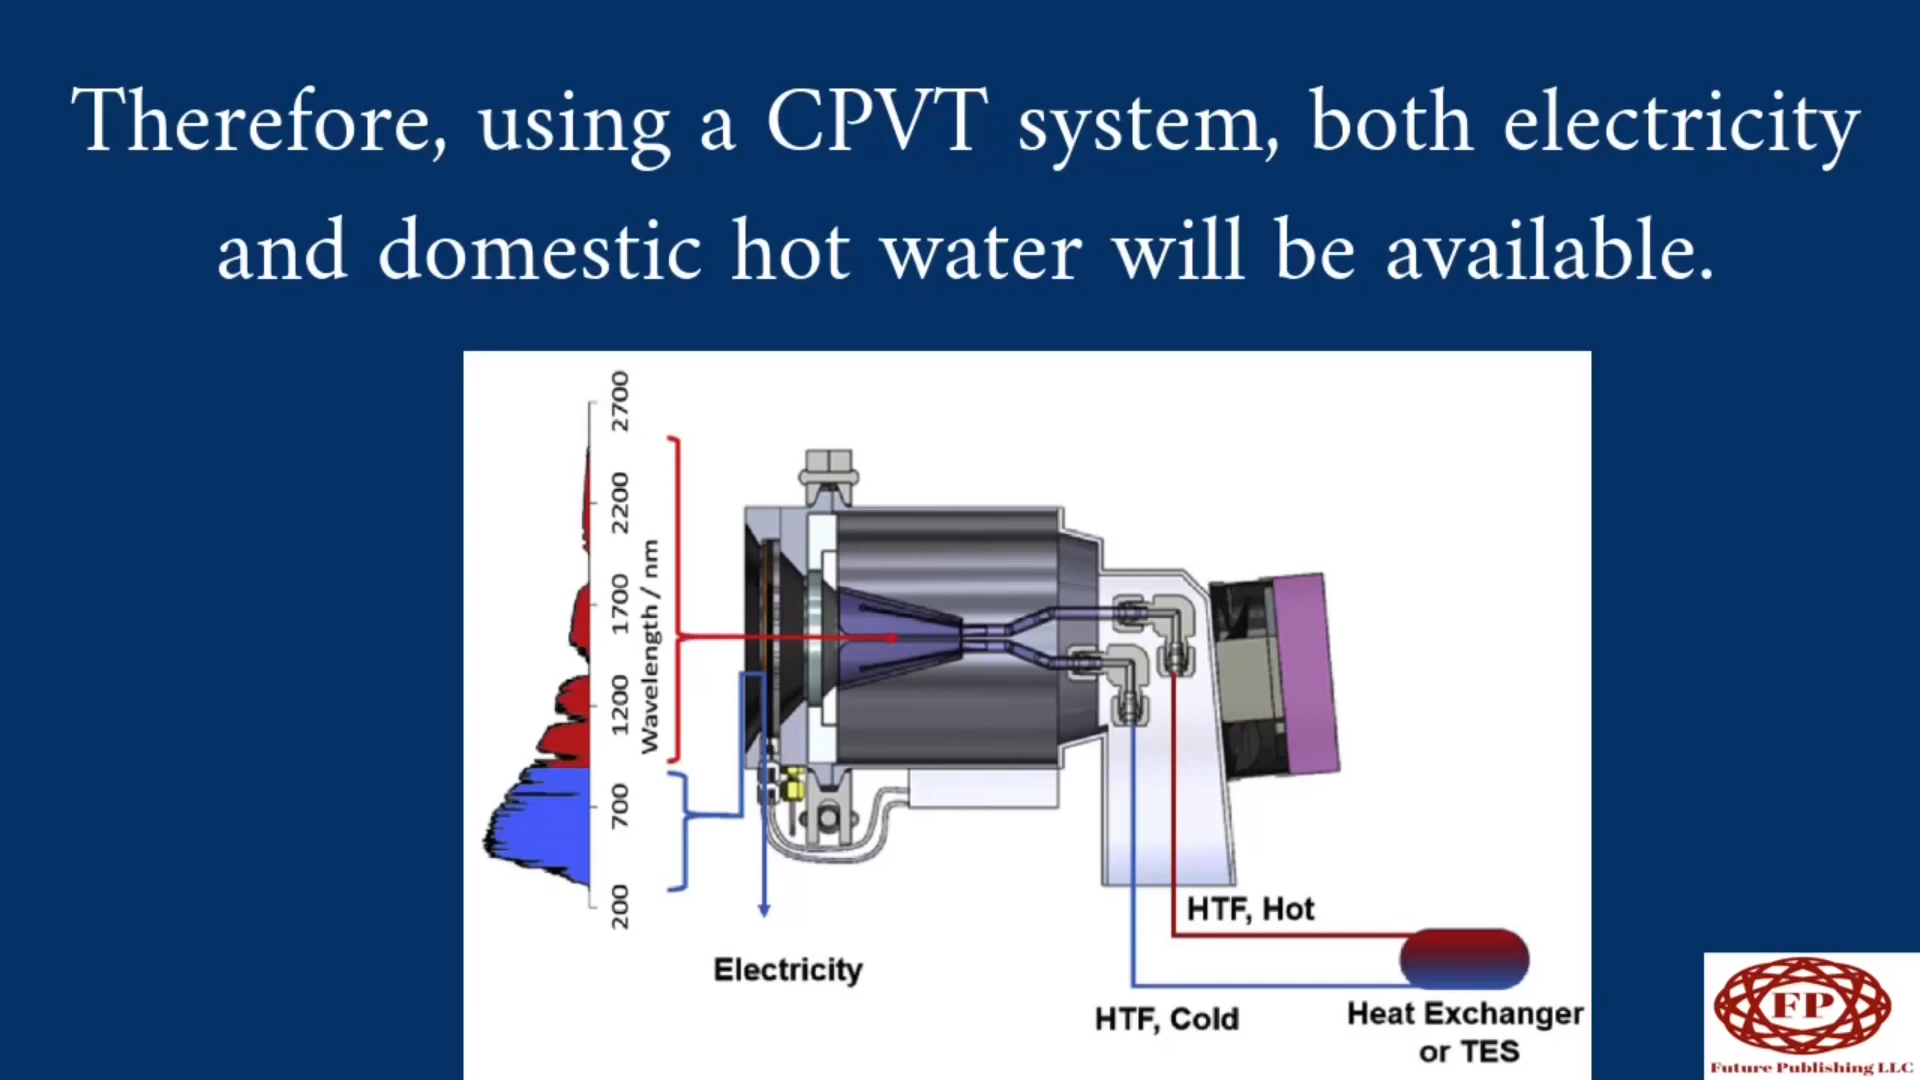 Therefore, using a CPVT system, both electricity
and domestic hot water will be available.
2700
2200
1700
1200
700
200
Wavelength / nm
Electricity
HTF, Hot
HTF, Cold
Heat Exchanger
or TES
FP
Future Publishing LLC